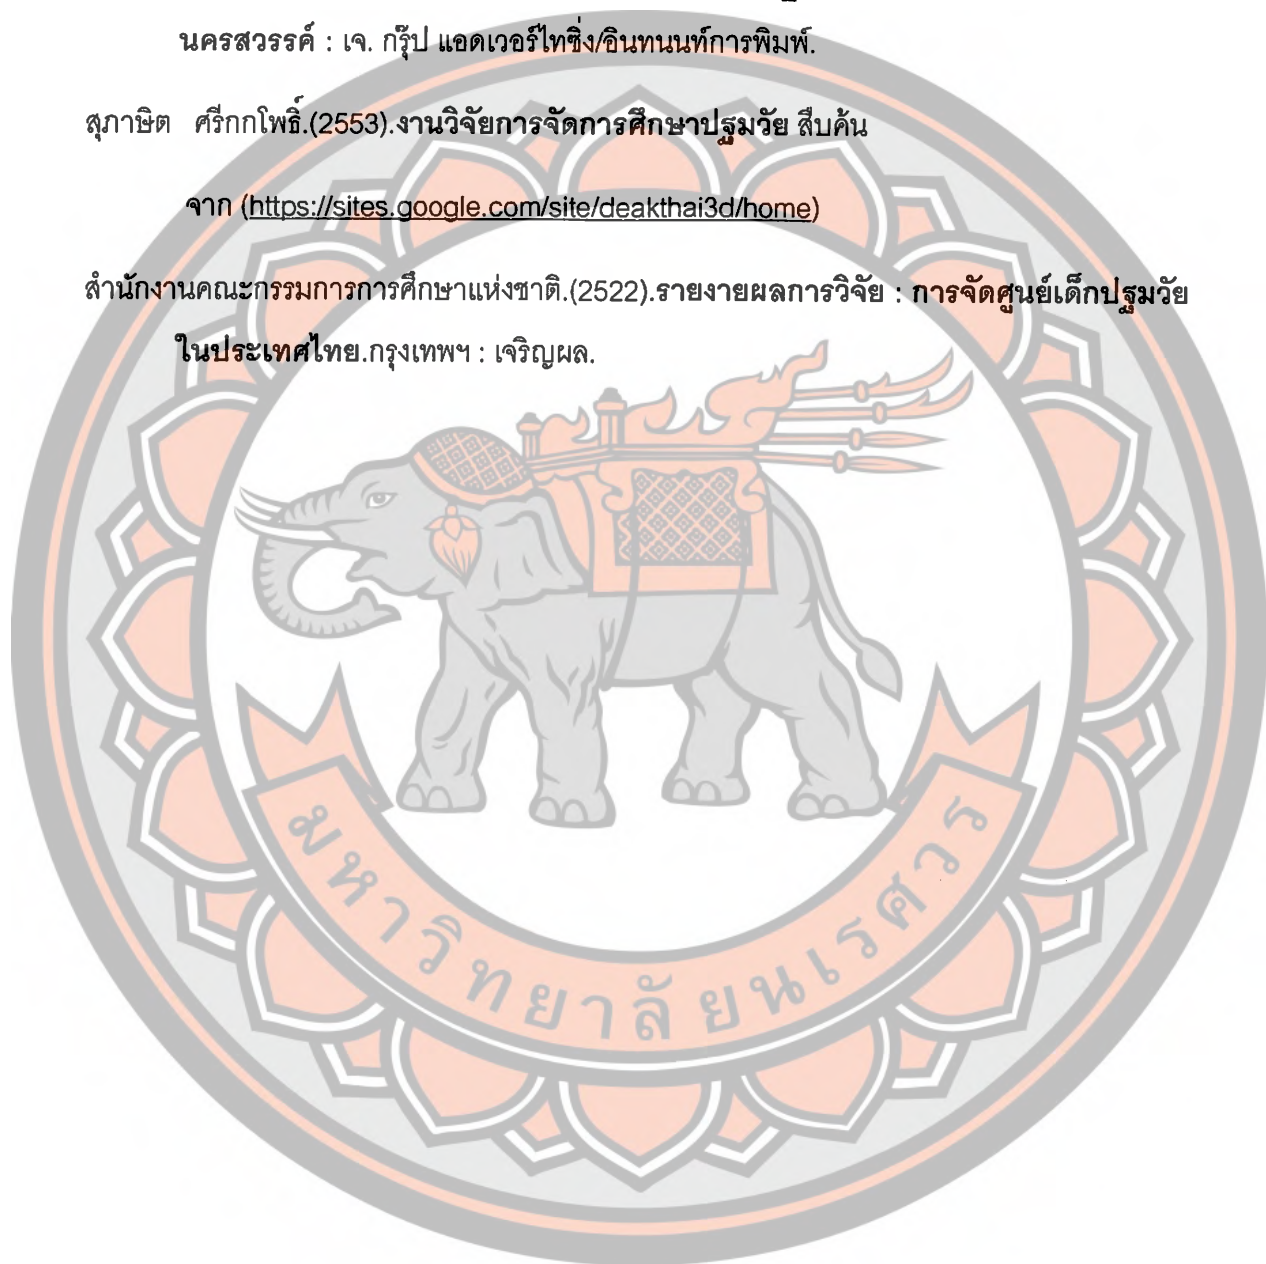 นครสวรรค์ : เจ. กรุ๊ป แอดเวอร์ไทซิ่ง/อินทนนท์การพิมพ์.
สุภาษิต ศรีกกโพธิ์.(2553).งานวิจัยการจัดการศึกษาปฐมวัย สืบค้น
จาก (https://sites.google.com/site/deakthai3d/home)
สำนักงานคณะกรรมการการศึกษาแห่งชาติ.(2522).รายงายผลการวิจัย : การจัดศูนย์เด็กปฐมวัย
ในประเทศไทย.กรุงเทพฯ : เจริญผล.
มหาวิทยาลัยนเรศวร